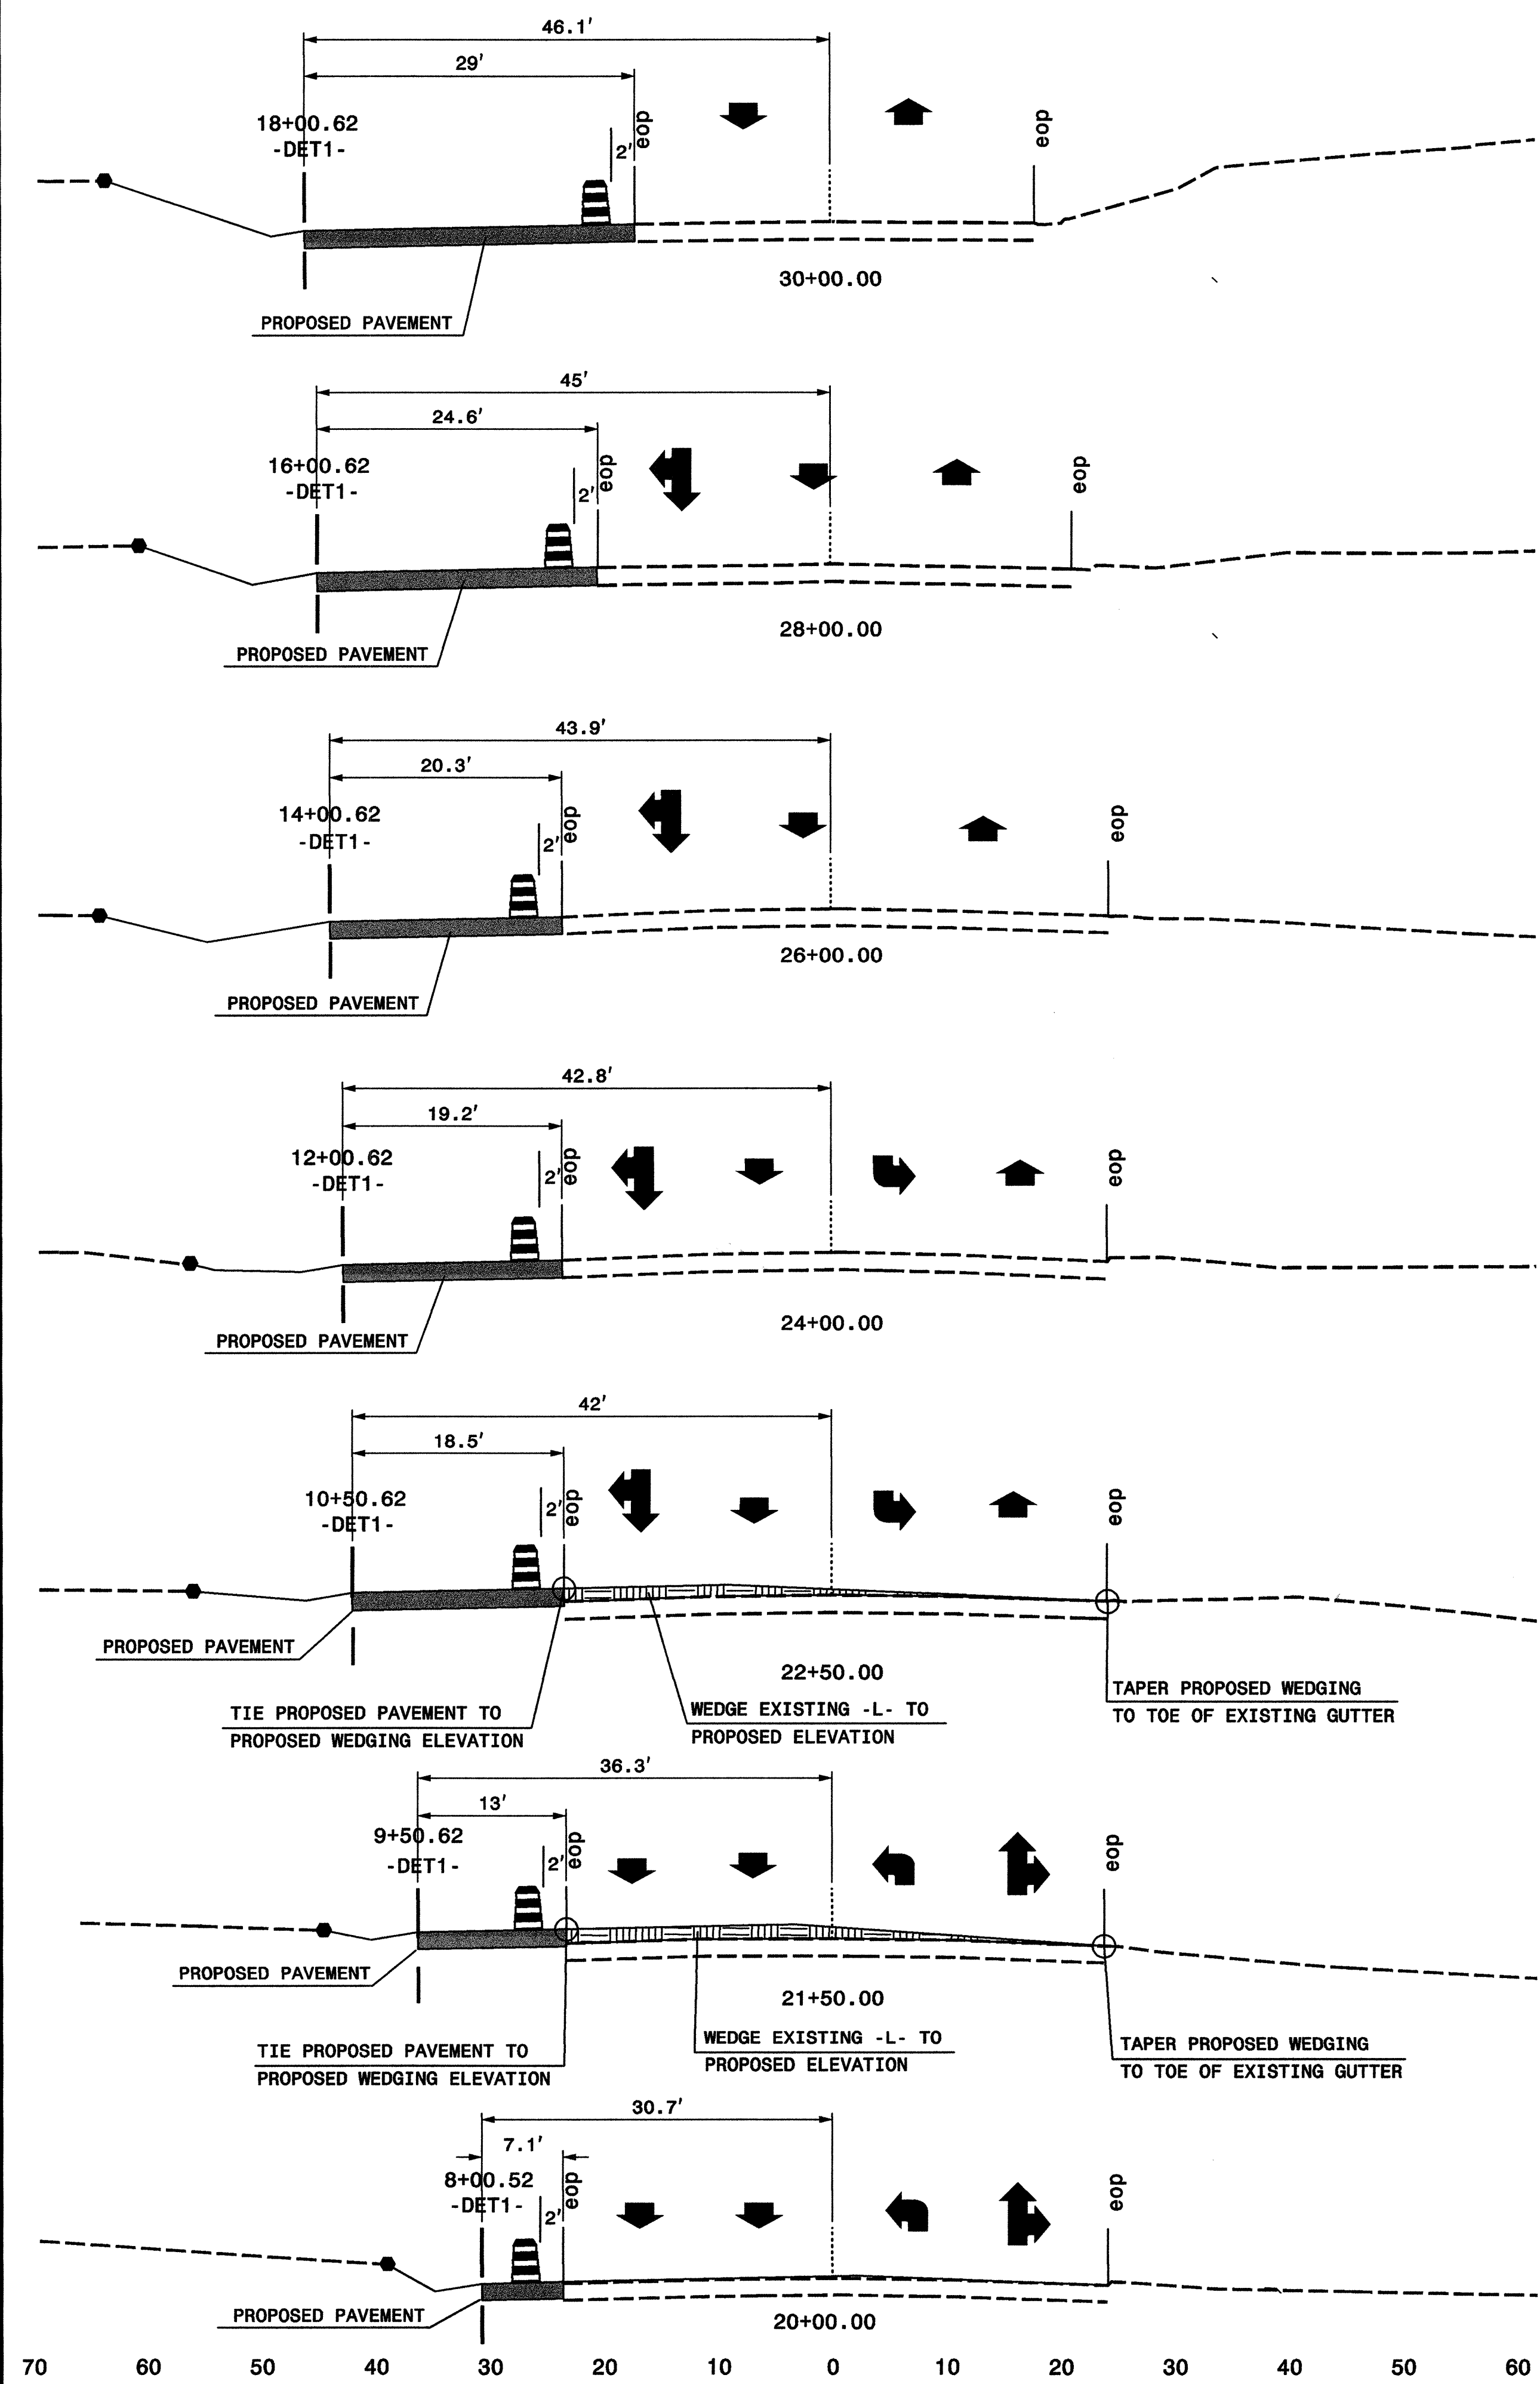 46.1'
29'
18+00.62
-DET1-
2'
eop
eop
30+00.00
PROPOSED PAVEMENT
45'
24.6'
16+00.62
-DET1-
2'
eop
eop
28+00.00
PROPOSED PAVEMENT
43.9'
20.3'
14+00.62
-DET1-
2'
eop
eop
26+00.00
PROPOSED PAVEMENT
42.8'
19.2'
12+00.62
-DET1-
2'
eop
eop
24+00.00
PROPOSED PAVEMENT
42'
18.5'
10+50.62
-DET1-
2'
eop
eop
PROPOSED PAVEMENT
22+50.00
TIE PROPOSED PAVEMENT TO
PROPOSED WEDGING ELEVATION
WEDGE EXISTING -L- TO
PROPOSED ELEVATION
TAPER PROPOSED WEDGING
TO TOE OF EXISTING GUTTER
36.3'
13'
9+50.62
-DET1-
2'
eop
eop
PROPOSED PAVEMENT
21+50.00
TIE PROPOSED PAVEMENT TO
PROPOSED WEDGING ELEVATION
WEDGE EXISTING -L- TO
PROPOSED ELEVATION
TAPER PROPOSED WEDGING
TO TOE OF EXISTING GUTTER
30.7'
7.1'
8+00.52
-DET1-
2'
eop
eop
PROPOSED PAVEMENT
20+00.00
70 60 50 40 30 20 10 0 10 20 30 40 50 60